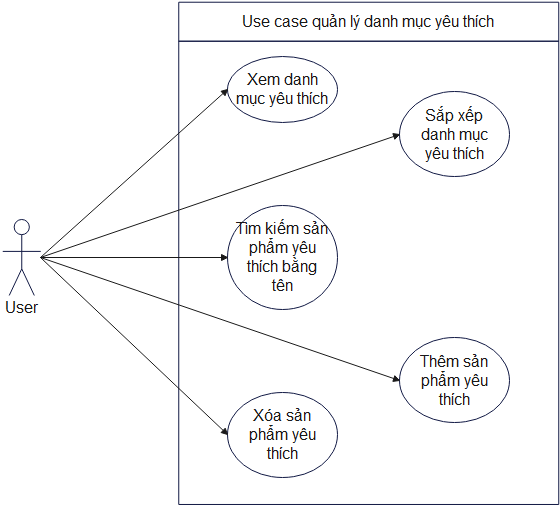 Use case quản lý danh mục yêu thích
Xem danh
mục yêu thích
Sắp xếp
danh mục
yêu thích
Tìm kiếm sản
phẩm yêu
thích bằng
tên
User
Thêm sản
phẩm yêu
thích
Xóa sản
phẩm yêu
thích